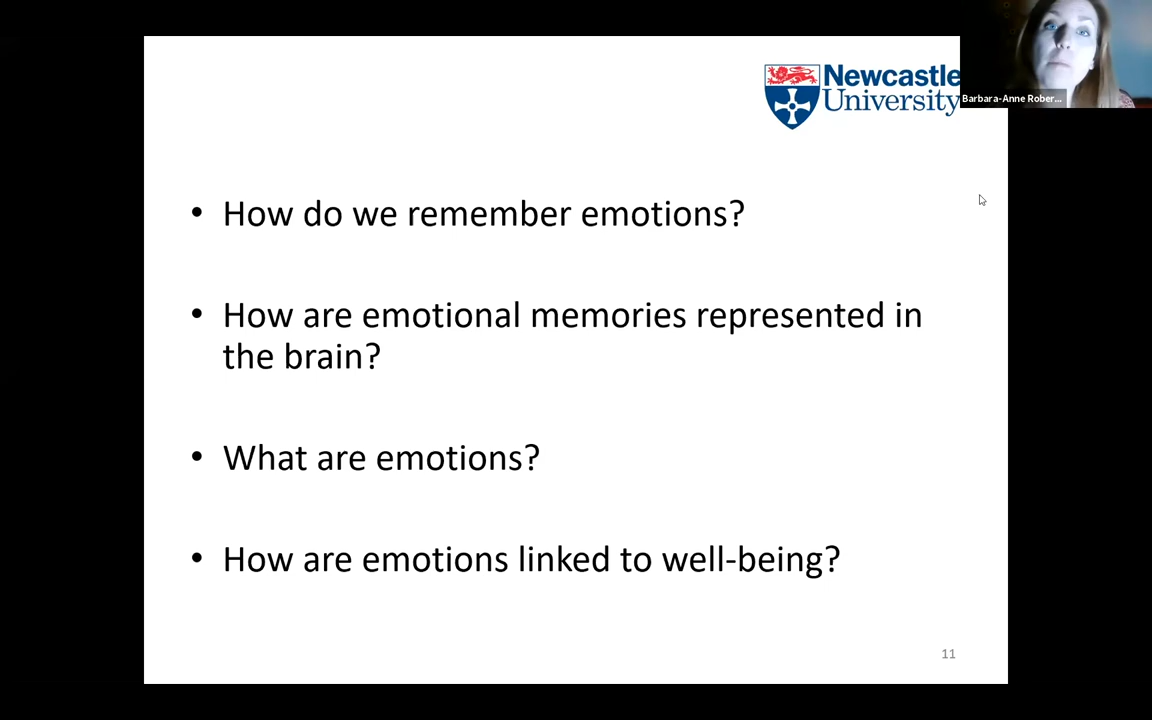 Newcastle
University
Barbara-Anne Rober...
• How do we remember emotions?
• How are emotional memories represented in
the brain?
• What are emotions?
• How are emotions linked to well-being?
11